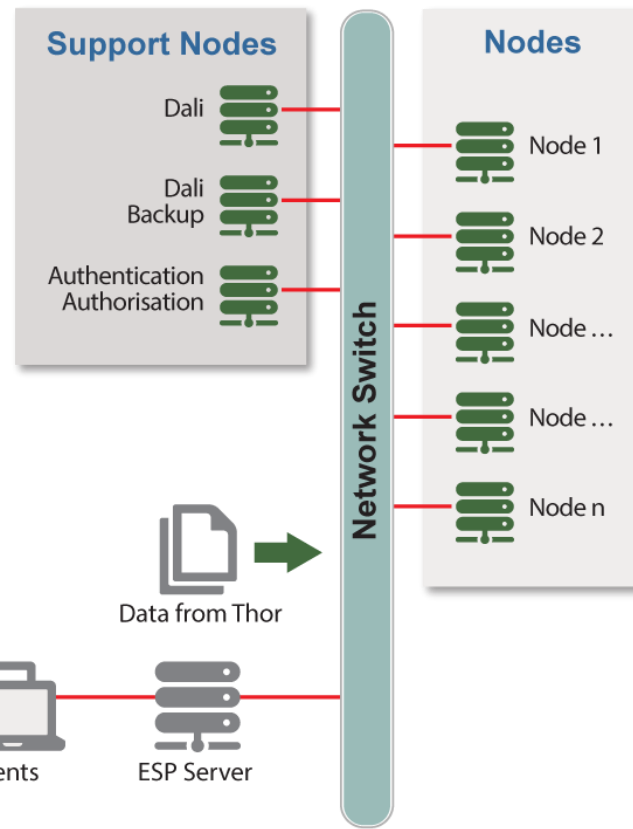 Support Nodes
Dali
Dali
Backup
Authentication
Authorisation
Network Switch
Nodes
Node 1
Node 2
Node ...
Node ...
Node n
Data from Thor
ents
ESP Server